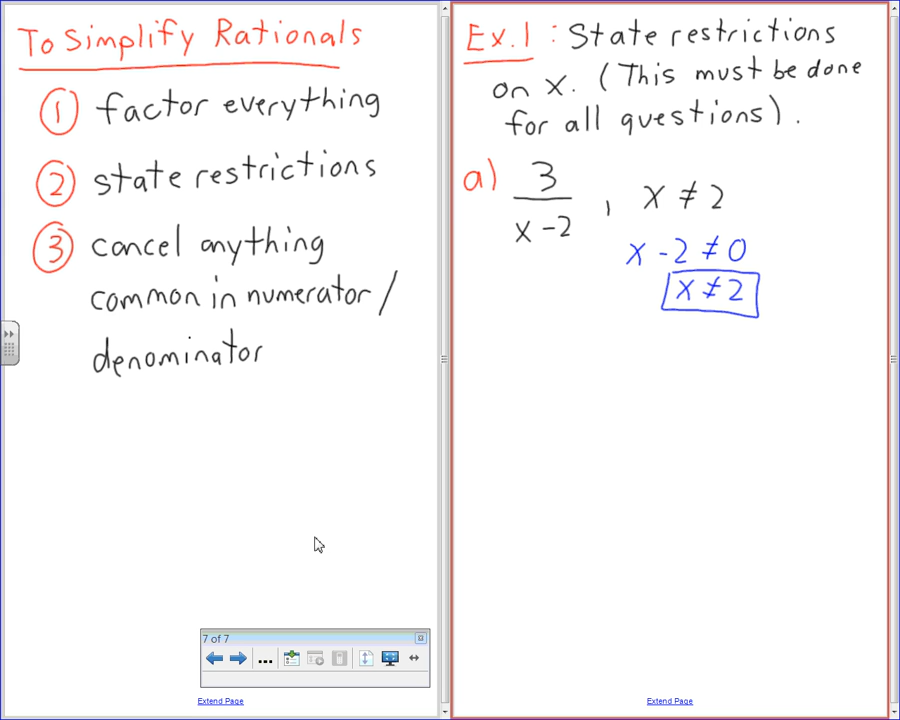 To Simplify Rationals
① factor everything
② state restrictions
③ cancel anything
common in numerator /
denominator
7 of 7
...
Extend Page
Ex.1 : State restrictions
on x. (This must be done
for all questions).
a) 3 / x - 2 , x ≠ 2
x - 2 ≠ 0
x ≠ 2
Extend Page